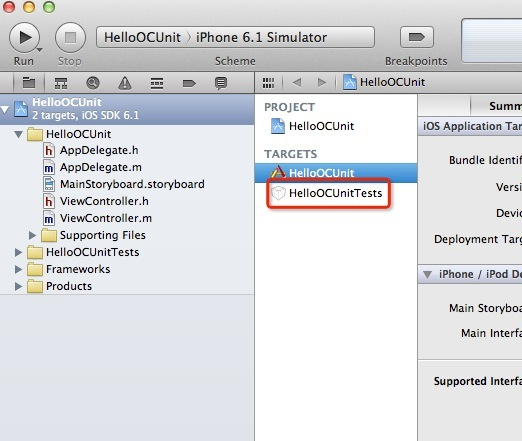 HelloOCUnit › iPhone 6.1 Simulator
Run Stop Scheme Breakpoints
HelloOCUnit
HelloOCUnit
2 targets, iOS SDK 6.1
HelloOCUnit
h AppDelegate.h
m AppDelegate.m
MainStoryboard.storyboard
h ViewController.h
m ViewController.m
Supporting Files
HelloOCUnitTests
Frameworks
Products
PROJECT
HelloOCUnit
TARGETS
HelloOCUnit
HelloOCUnitTests
Summ
iOS Application Targ
Bundle Identif
Versi
Devic
Deployment Targ
iPhone / iPod De
Main Storyboa
Main Interfa
Supported Interfa